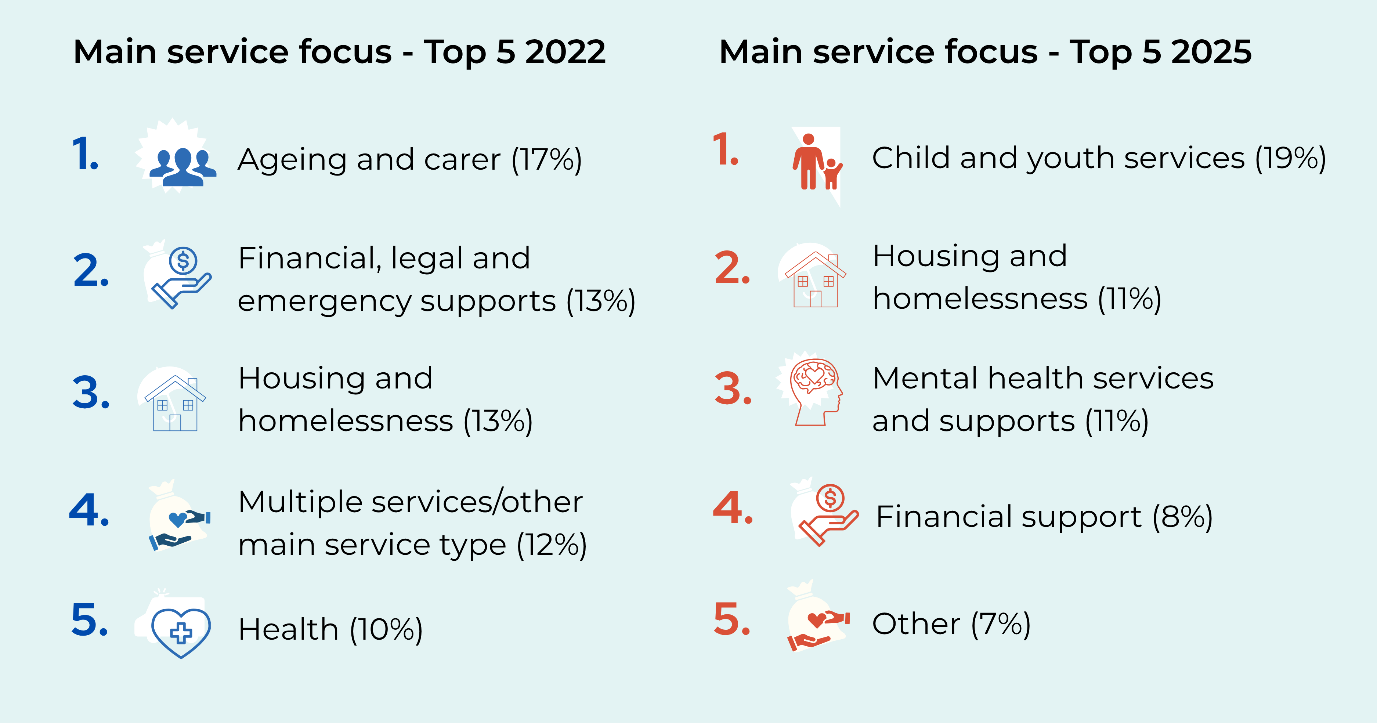 Main service focus - Top 5 2022
1. Ageing and carer (17%)
2. Financial, legal and
emergency supports (13%)
3. Housing and
homelessness (13%)
4. Multiple services/other
main service type (12%)
5. Health (10%)
Main service focus - Top 5 2025
1. Child and youth services (19%)
2. Housing and
homelessness (11%)
3. Mental health services
and supports (11%)
4. Financial support (8%)
5. Other (7%)